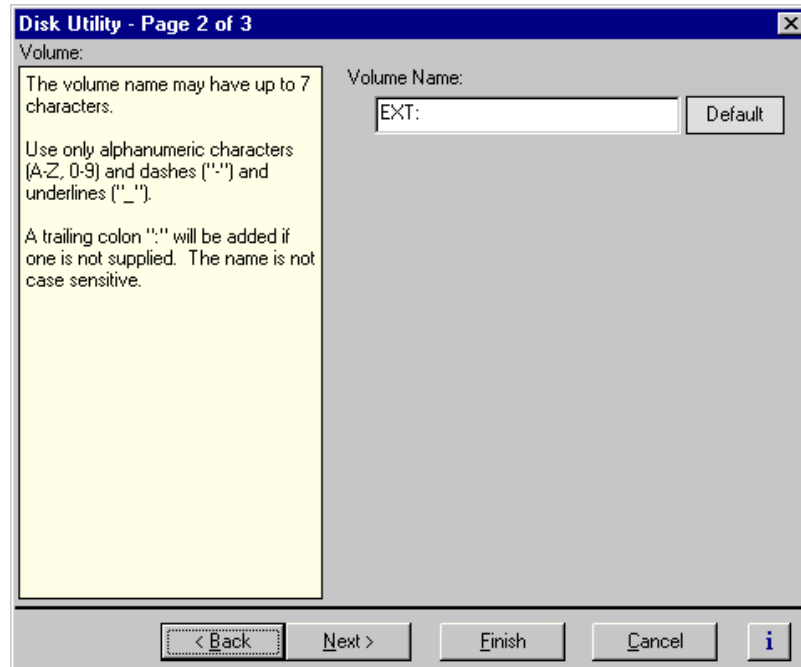 Disk Utility - Page 2 of 3
Volume:
The volume name may have up to 7
characters.
Use only alphanumeric characters
(A-Z, 0-9) and dashes ("-") and
underlines ("_").
A trailing colon ":" will be added if
one is not supplied.  The name is not
case sensitive.
Volume Name:
EXT:
Default
< Back
Next >
Finish
Cancel
i